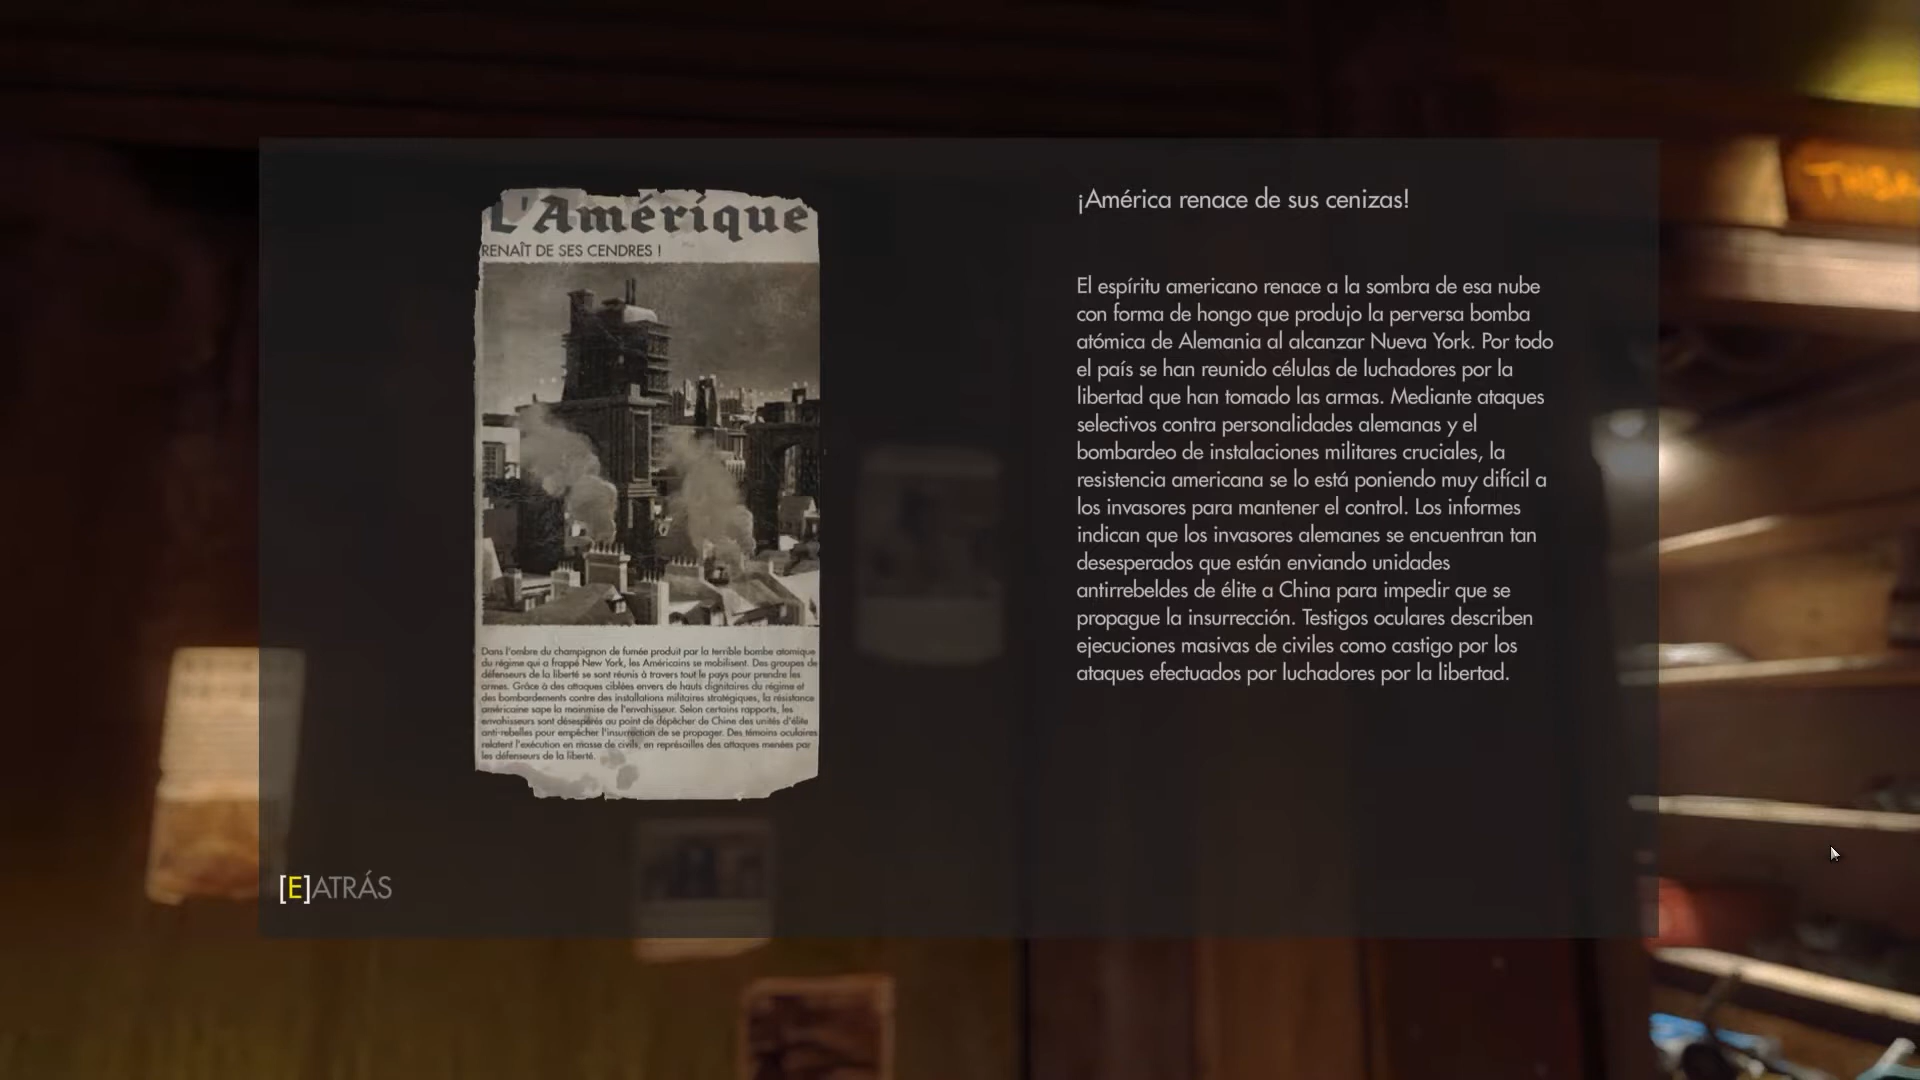 L'Amérique
RENAÎT DE SES CENDRES !
Dans l'ombre du champignon de fumée produit par la terrible bombe atomique
du régime qui a frappé New York, les Américains se mobilisent. Des groupes de
défenseurs de la liberté se sont réunis à travers tout le pays pour prendre les
armes. Grâce à des attaques ciblées envers de hauts dignitaires du régime et
des bombardements contre des installations militaires stratégiques, la résistance
américaine sape la mainmise de l'envahisseur. Selon certains rapports, les
envahisseurs sont désespérés au point de dépêcher de Chine des unités d'élite
anti-rebelles pour empêcher l'insurrection de se propager. Des témoins oculaires
relatent l'exécution en masse de civils, en représailles des attaques menées par
les défenseurs de la liberté.
¡América renace de sus cenizas!
El espíritu americano renace a la sombra de esa nube
con forma de hongo que produjo la perversa bomba
atómica de Alemania al alcanzar Nueva York. Por todo
el país se han reunido células de luchadores por la
libertad que han tomado las armas. Mediante ataques
selectivos contra personalidades alemanas y el
bombardeo de instalaciones militares cruciales, la
resistencia americana se lo está poniendo muy difícil a
los invasores para mantener el control. Los informes
indican que los invasores alemanes se encuentran tan
desesperados que están enviando unidades
antirrebeldes de élite a China para impedir que se
propague la insurrección. Testigos oculares describen
ejecuciones masivas de civiles como castigo por los
ataques efectuados por luchadores por la libertad.
[E]ATRÁS